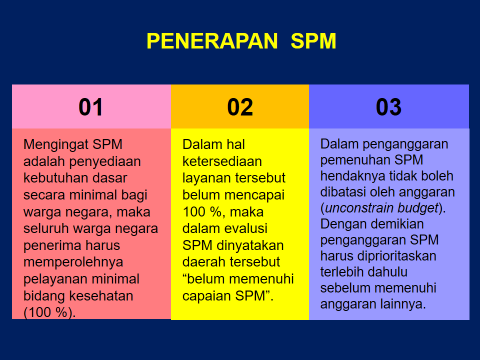 PENERAPAN SPM
01
Mengingat SPM
adalah penyediaan
kebutuhan dasar
secara minimal bagi
warga negara, maka
seluruh warga negara
penerima harus
memperolehnya
pelayanan minimal
bidang kesehatan
(100 %).
02
Dalam hal
ketersediaan
layanan tersebut
belum mencapai
100 %, maka
dalam evaluasi
SPM dinyatakan
daerah tersebut
“belum memenuhi
capaian SPM”.
03
Dalam penganggaran
pemenuhan SPM
hendaknya tidak boleh
dibatasi oleh anggaran
(unconstrain budget).
Dengan demikian
penganggaran SPM
harus diprioritaskan
terlebih dahulu
sebelum memenuhi
anggaran lainnya.